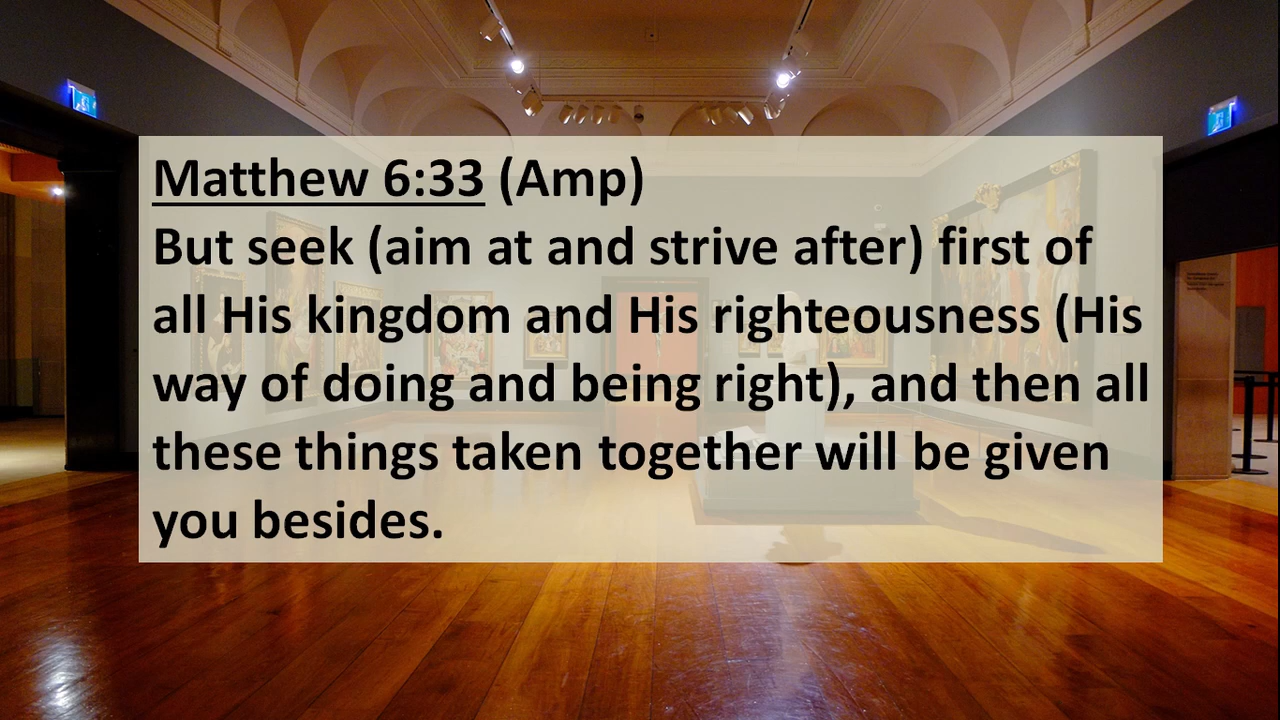 Matthew 6:33 (Amp)
But seek (aim at and strive after) first of
all His kingdom and His righteousness (His
way of doing and being right), and then all
these things taken together will be given
you besides.